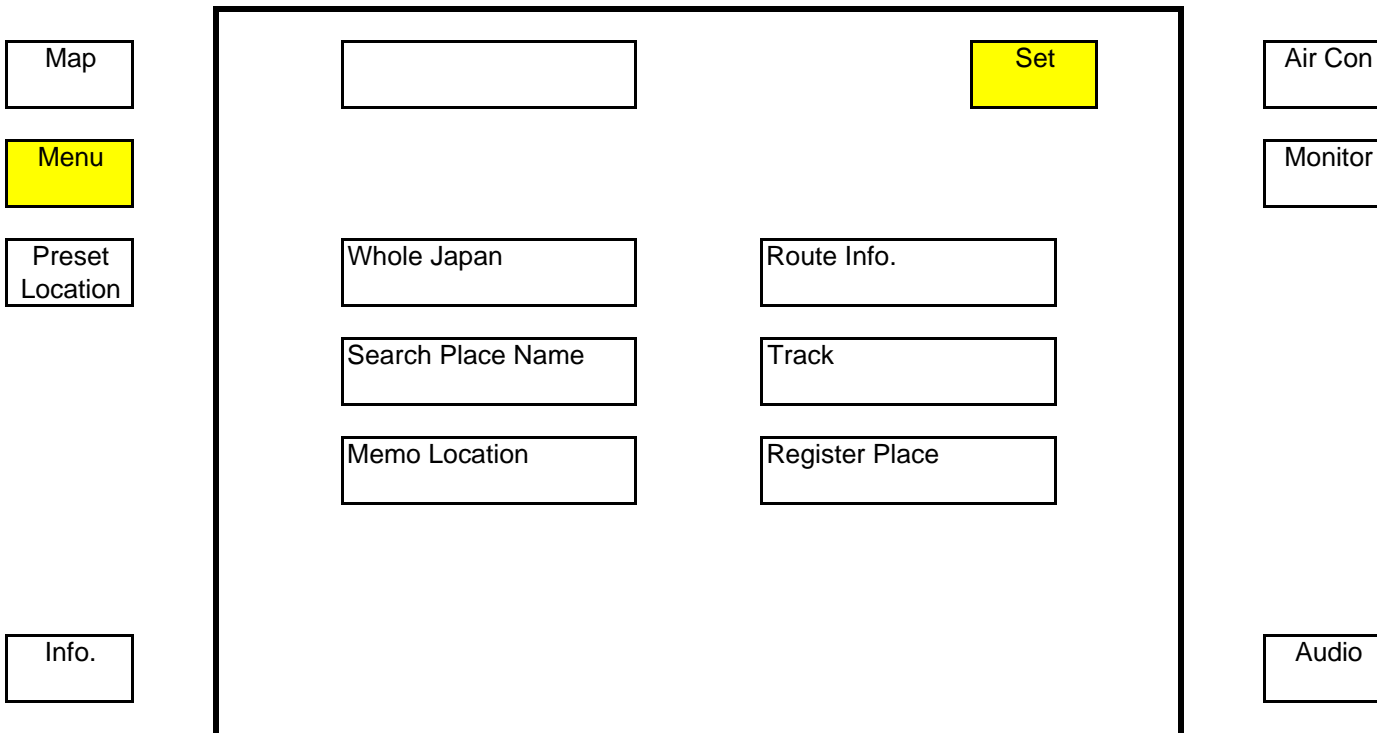 Map
Set
Air Con
Menu
Monitor
Preset
Location
Whole Japan
Route Info.
Search Place Name
Track
Memo Location
Register Place
Info.
Audio